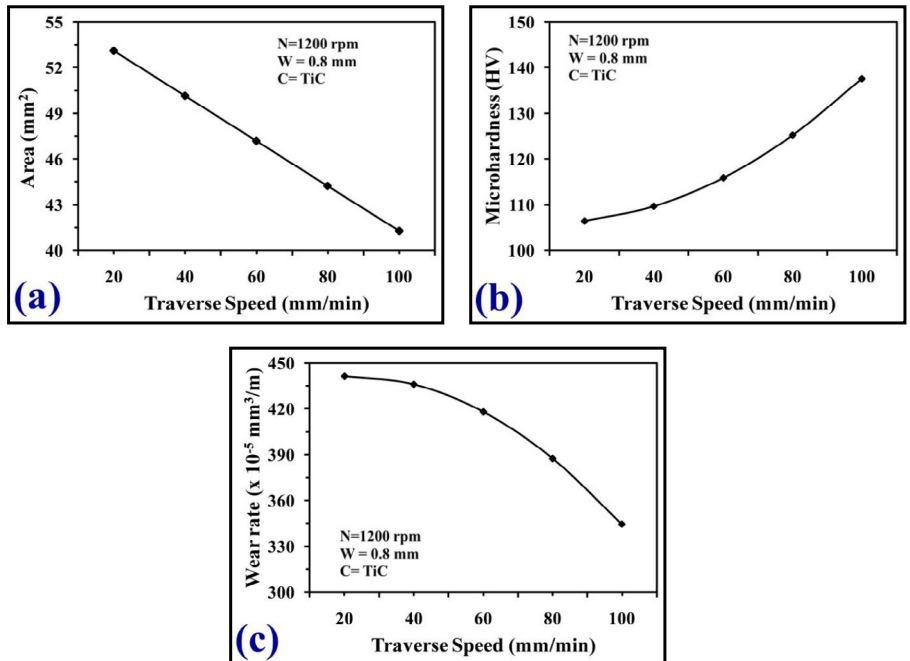 55
52
49
46
43
40
Area (mm²)
N=1200 rpm
W = 0.8 mm
C= TiC
20 40 60 80 100
Traverse Speed (mm/min)
(a)
150
140
130
120
110
100
Microhardness (HV)
N=1200 rpm
W = 0.8 mm
C= TiC
20 40 60 80 100
Traverse Speed (mm/min)
(b)
450
420
390
360
330
300
Wear rate (x 10⁻⁵ mm³/m)
N=1200 rpm
W = 0.8 mm
C= TiC
20 40 60 80 100
Traverse Speed (mm/min)
(c)